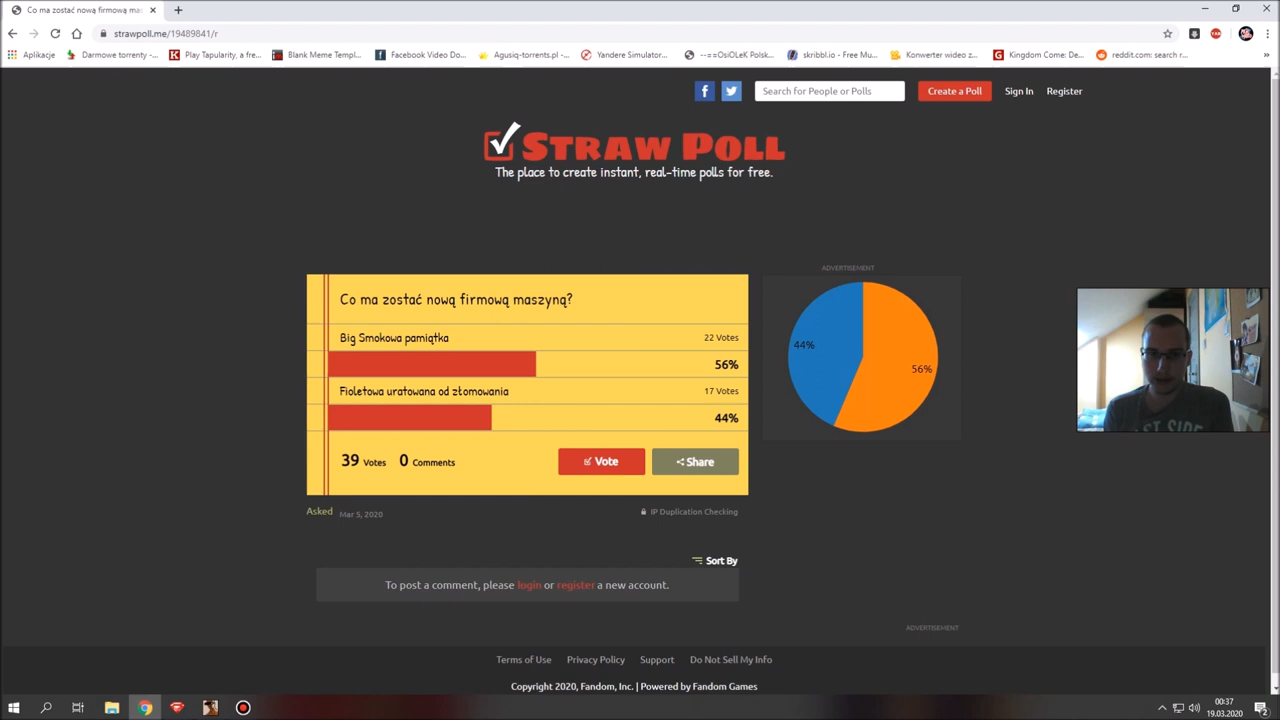 Co ma zostać nową firmową mas
strawpoll.me/19489841/r
Aplikacje
Darmowe torrenty -...
Play Tapularity, a fre...
Blank Meme Templ...
Facebook Video Do...
Agusiq-torrents.pl -...
Yandere Simulator...
--==OsiOLeK Polsk...
skribbl.io - Free Mu...
Konwerter wideo z...
Kingdom Come: De...
reddit.com: search r...
Search for People or Polls
Create a Poll
Sign In
Register
STRAW POLL
The place to create instant, real-time polls for free.
ADVERTISEMENT
Co ma zostać nową firmową maszyną?
Big Smokowa pamiątka
22 Votes
56%
Fioletowa uratowana od złomowania
17 Votes
44%
44%
56%
39 Votes 0 Comments
Vote
Share
Asked Mar 5, 2020
IP Duplication Checking
Sort By
To post a comment, please login or register a new account.
ADVERTISEMENT
Terms of Use Privacy Policy Support Do Not Sell My Info
Copyright 2020, Fandom, Inc. | Powered by Fandom Games
00:37
19.03.2020
2